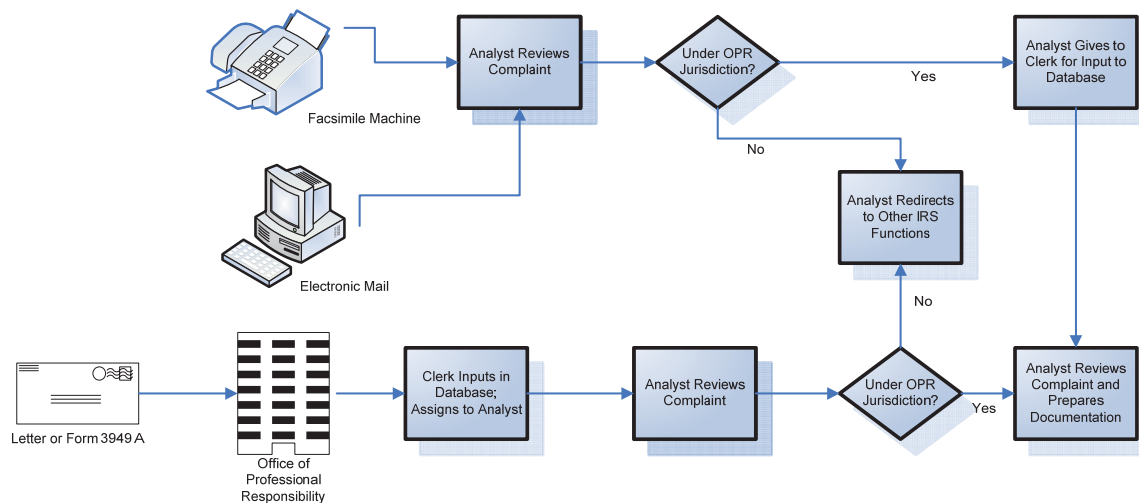 Analyst Reviews
Complaint
Under OPR
Jurisdiction?
Yes
Analyst Gives to
Clerk for Input to
Database
Facsimile Machine
No
Analyst Redirects
to Other IRS
Functions
Electronic Mail
No
Letter or Form 3949 A
Office of
Professional
Responsibility
Clerk Inputs in
Database;
Assigns to Analyst
Analyst Reviews
Complaint
Under OPR
Jurisdiction?
Yes
Analyst Reviews
Complaint and
Prepares
Documentation